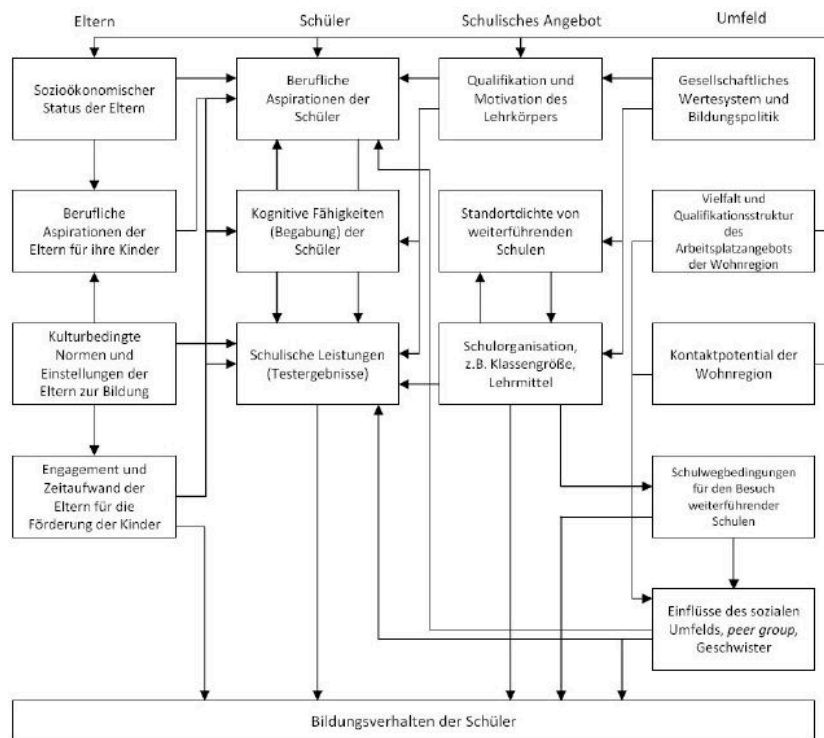 Eltern
Schüler
Schulisches Angebot
Umfeld
Sozioökonomischer
Status der Eltern
Berufliche
Aspirationen der
Schüler
Qualifikation und
Motivation des
Lehrkörpers
Gesellschaftliches
Wertesystem und
Bildungspolitik
Berufliche
Aspirationen der
Eltern für ihre Kinder
Kognitive Fähigkeiten
(Begabung) der
Schüler
Standortdichte von
weiterführenden
Schulen
Vielfalt und
Qualifikationsstruktur
des
Arbeitsplatzangebots
der Wohnregion
Kulturbedingte
Normen und
Einstellungen der
Eltern zur Bildung
Schulische Leistungen
(Testergebnisse)
Schulorganisation,
z.B. Klassengröße,
Lehrmittel
Kontaktpotential der
Wohnregion
Engagement und
Zeitaufwand der
Eltern für die
Förderung der Kinder
Schulwegbedingungen
für den Besuch
weiterführender
Schulen
Einflüsse des sozialen
Umfelds, peer group,
Geschwister
Bildungsverhalten der Schüler